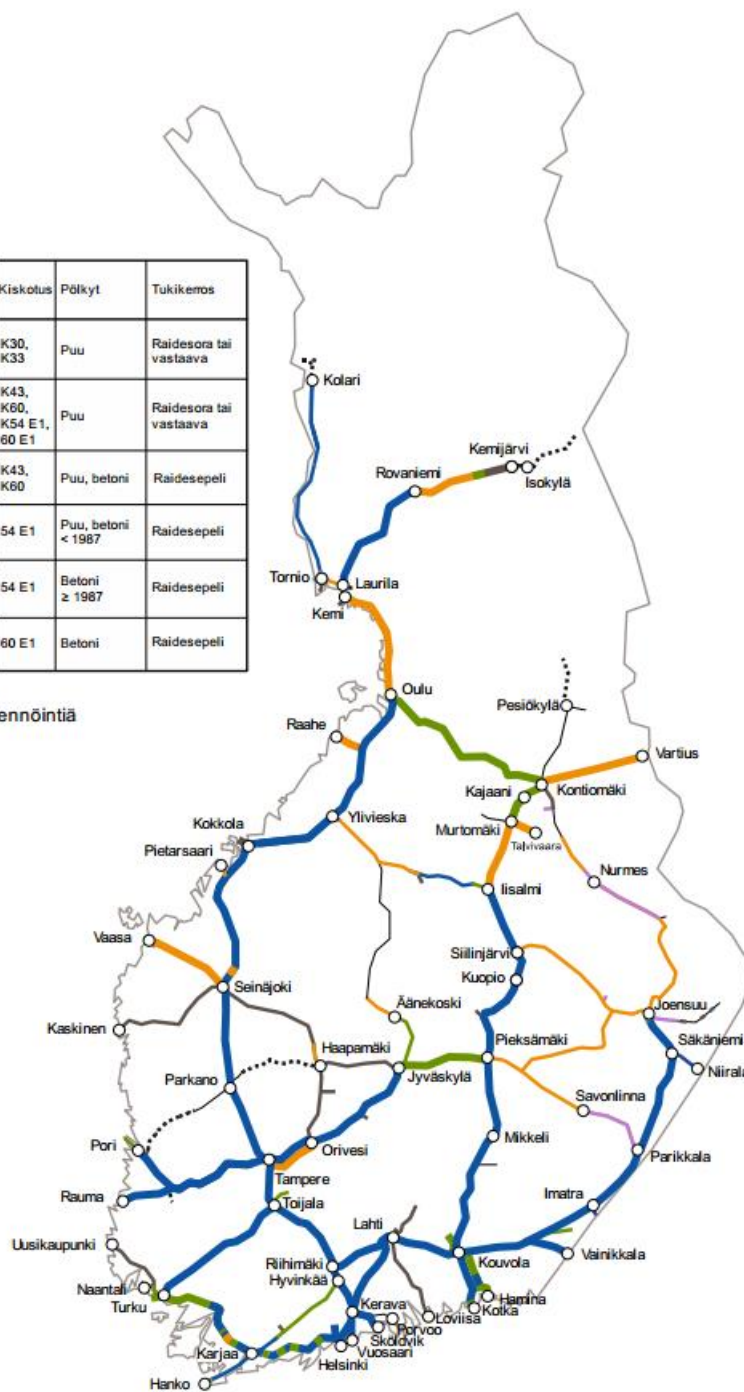 Kiskotus Pölkyt Tukikerros
K30,
K33
Puu
Raidesora tai
vastaava
K43,
K60,
K54 E1,
60 E1
Puu
Raidesora tai
vastaava
K43,
K60
Puu, betoni
Raidesepeli
54 E1
Puu, betoni
< 1987
Raidesepeli
54 E1
Betoni
≥ 1987
Raidesepeli
60 E1
Betoni
Raidesepeli
ennöintiä
Kolari
Kemijärvi
Rovaniemi
Isokylä
Tornio
Laurila
Kemi
Oulu
Pesiökylä
Raahe
Vartius
Kajaani
Kontiomäki
Ylivieska
Murtomäki
Talvivaara
Kokkola
Pietarsaari
Nurmes
Iisalmi
Vaasa
Siilinjärvi
Kuopio
Seinäjoki
Äänekoski
Joensuu
Kaskinen
Haapamäki
Pieksämäki
Säkäniemi
Jyväskylä
Niirala
Parkano
Savonlinna
Orivesi
Mikkeli
Pori
Parikkala
Tampere
Rauma
Toijala
Imatra
Lahti
Uusikaupunki
Riihimäki
Kouvola
Vainikkala
Hyvinkää
Naantali
Turku
Hamina
Kerava
Loviisa
Kotka
Porvoo
Sköldvik
Karjaa
Vuosaari
Helsinki
Hanko